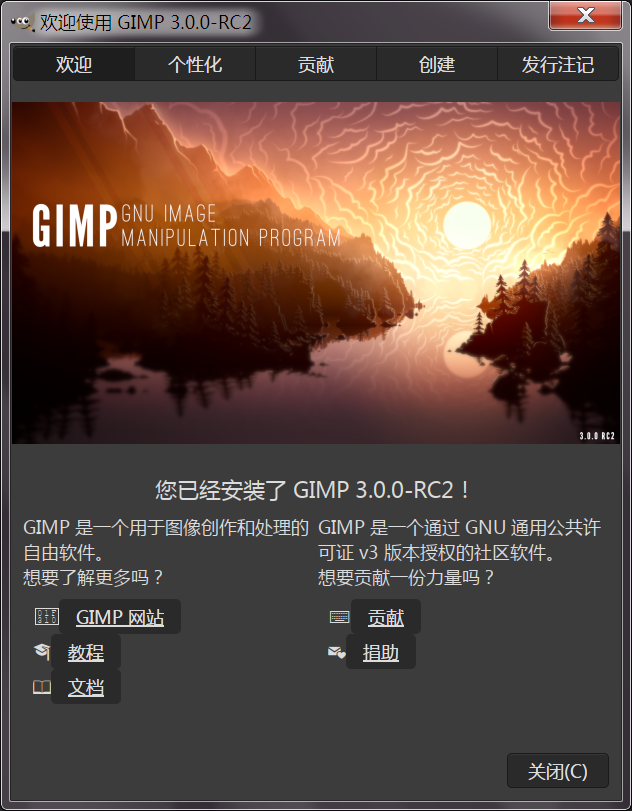 欢迎使用 GIMP 3.0.0-RC2
欢迎
个性化
贡献
创建
发行注记
GIMP
GNU IMAGE
MANIPULATION PROGRAM
3.0.0 RC2
您已经安装了 GIMP 3.0.0-RC2！
GIMP 是一个用于图像创作和处理的
自由软件。
想要了解更多吗？
GIMP 网站
教程
文档
GIMP 是一个通过 GNU 通用公共许
可证 v3 版本授权的社区软件。
想要贡献一份力量吗？
贡献
捐助
关闭(C)